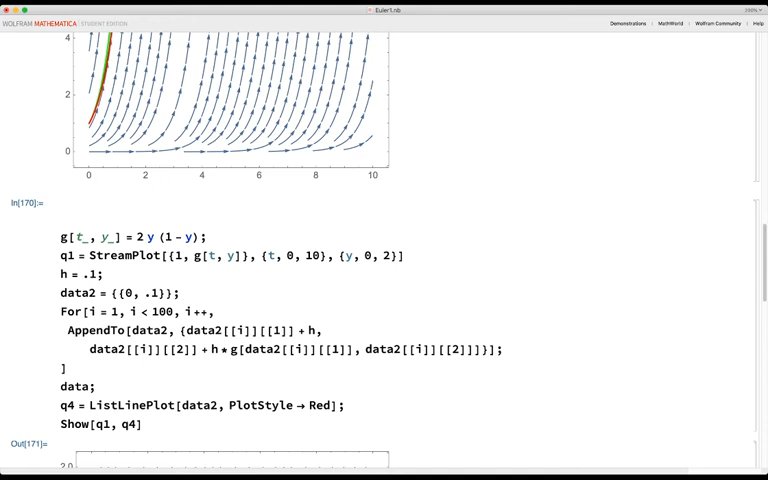 Euler1.nb
236%
WOLFRAM MATHEMATICA | STUDENT EDITION
Demonstrations | MathWorld | Wolfram Community | Help
4
2
0
0 2 4 6 8 10
In[170]:=
g[t_, y_] = 2 y (1 - y);
q1 = StreamPlot[{1, g[t, y]}, {t, 0, 10}, {y, 0, 2}]
h = .1;
data2 = {{0, .1}};
For[i = 1, i < 100, i++,
AppendTo[data2, {data2[[i]][[1]] + h,
data2[[i]][[2]] + h * g[data2[[i]][[1]], data2[[i]][[2]]]}];
]
data;
q4 = ListLinePlot[data2, PlotStyle → Red];
Show[q1, q4]
Out[171]=
2.0